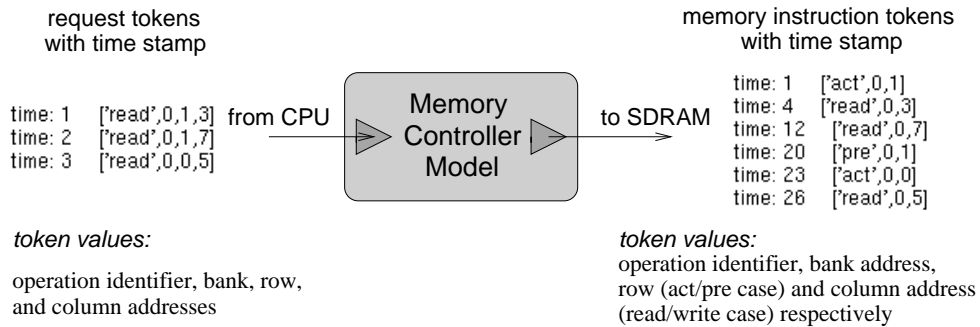 request tokens
with time stamp
time: 1 ['read',0,1,3]
time: 2 ['read',0,1,7]
time: 3 ['read',0,0,5]
from CPU
Memory
Controller
Model
to SDRAM
memory instruction tokens
with time stamp
time: 1 ['act',0,1]
time: 4 ['read',0,3]
time: 12 ['read',0,7]
time: 20 ['pre',0,1]
time: 23 ['act',0,0]
time: 26 ['read',0,5]
token values:
operation identifier, bank, row,
and column addresses
token values:
operation identifier, bank address,
row (act/pre case) and column address
(read/write case) respectively